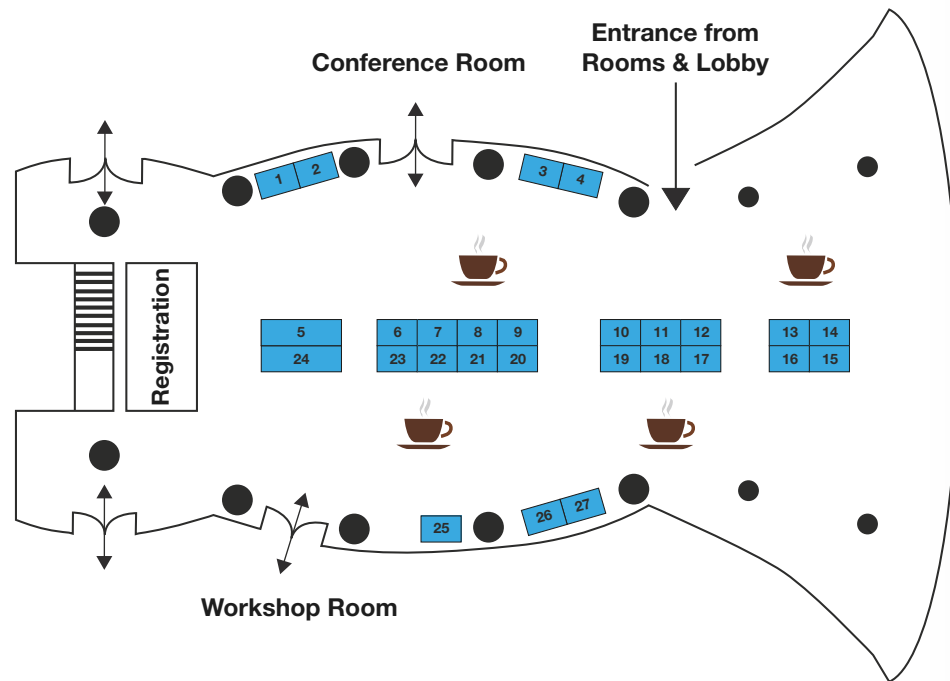 Entrance from
Rooms & Lobby
Conference Room
1 2
3 4
Registration
5
6 7 8 9
10 11 12
13 14
24
23 22 21 20
19 18 17
16 15
25
26 27
Workshop Room